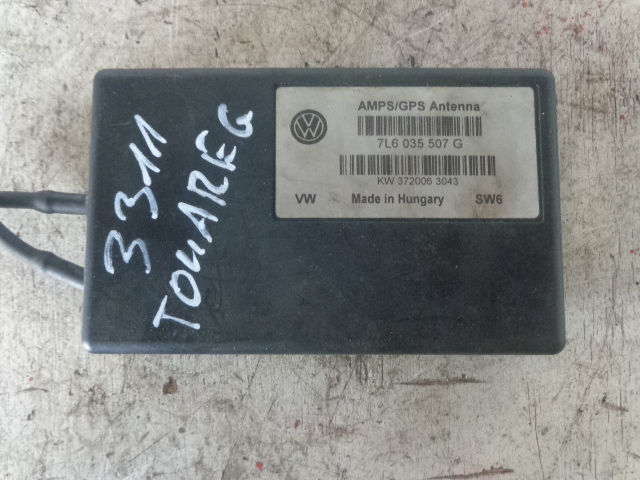 3311
TOUAREG
AMPS/GPS Antenna
7L6 035 507 G
KW 372006 3043
VW Made in Hungary SW6